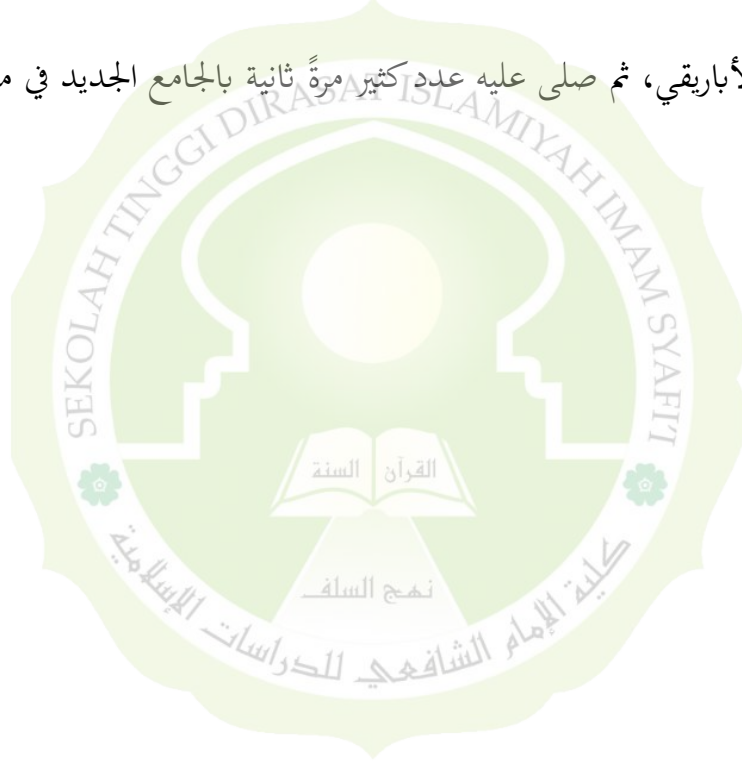 لأباريقي، ثم صلى عليه عدد كثير مرةً ثانية بالجامع الجديد في م
SEKOLAH TINGGI DIRASAT ISLAMIYAH IMAM SYAFI'I
القرآن السنة
نهج السلف
كلية الإمام الشافعي للدراسات الإسلامية